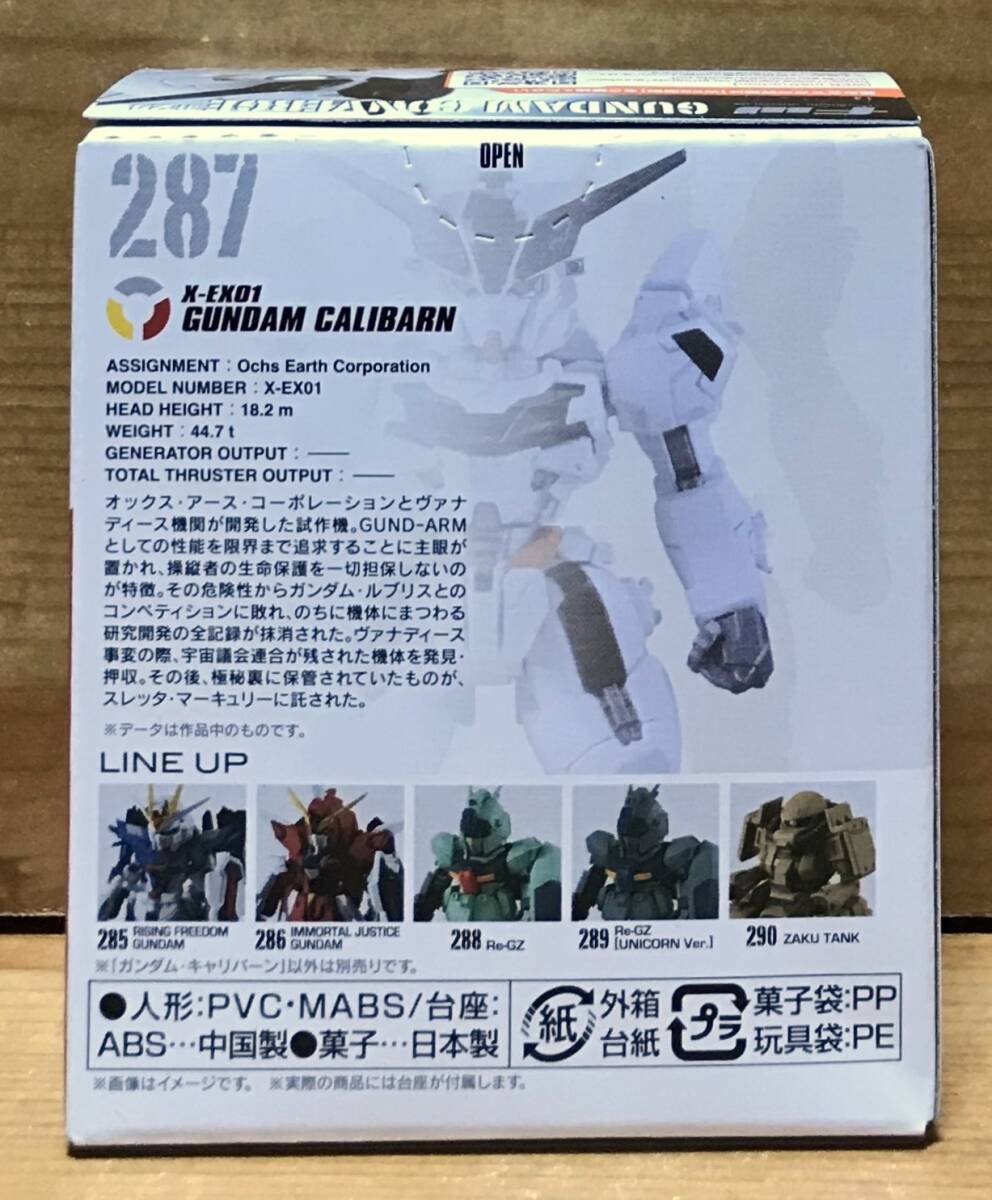 GUNDAM CONVERGE
OPEN
287
X-EX01
GUNDAM CALIBARN
ASSIGNMENT : Ochs Earth Corporation
MODEL NUMBER : X-EX01
HEAD HEIGHT : 18.2 m
WEIGHT : 44.7 t
GENERATOR OUTPUT : ——
TOTAL THRUSTER OUTPUT : ——
オックス・アース・コーポレーションとヴァナ
ディース機関が開発した試作機。GUND-ARM
としての性能を限界まで追求することに主眼が
置かれ、操縦者の生命保護を一切担保しないの
が特徴。その危険性からガンダム・ルブリスとの
コンペティションに敗れ、のちに機体にまつわる
研究開発の全記録が抹消された。ヴァナディース
事変の際、宇宙議会連合が残された機体を発見・
押収。その後、極秘裏に保管されていたものが、
スレッタ・マーキュリーに託された。
※データは作品中のものです。
LINE UP
285 RISING FREEDOM GUNDAM
286 IMMORTAL JUSTICE GUNDAM
288 Re-GZ
289 Re-GZ [UNICORN Ver.]
290 ZAKU TANK
※「ガンダム・キャリバーン」以外は別売りです。
●人形:PVC・MABS/台座:
ABS…中国製●菓子…日本製
紙 外箱 台紙
プラ 菓子袋:PP 玩具袋:PE
※画像はイメージです。 ※実際の商品には台座が付属します。